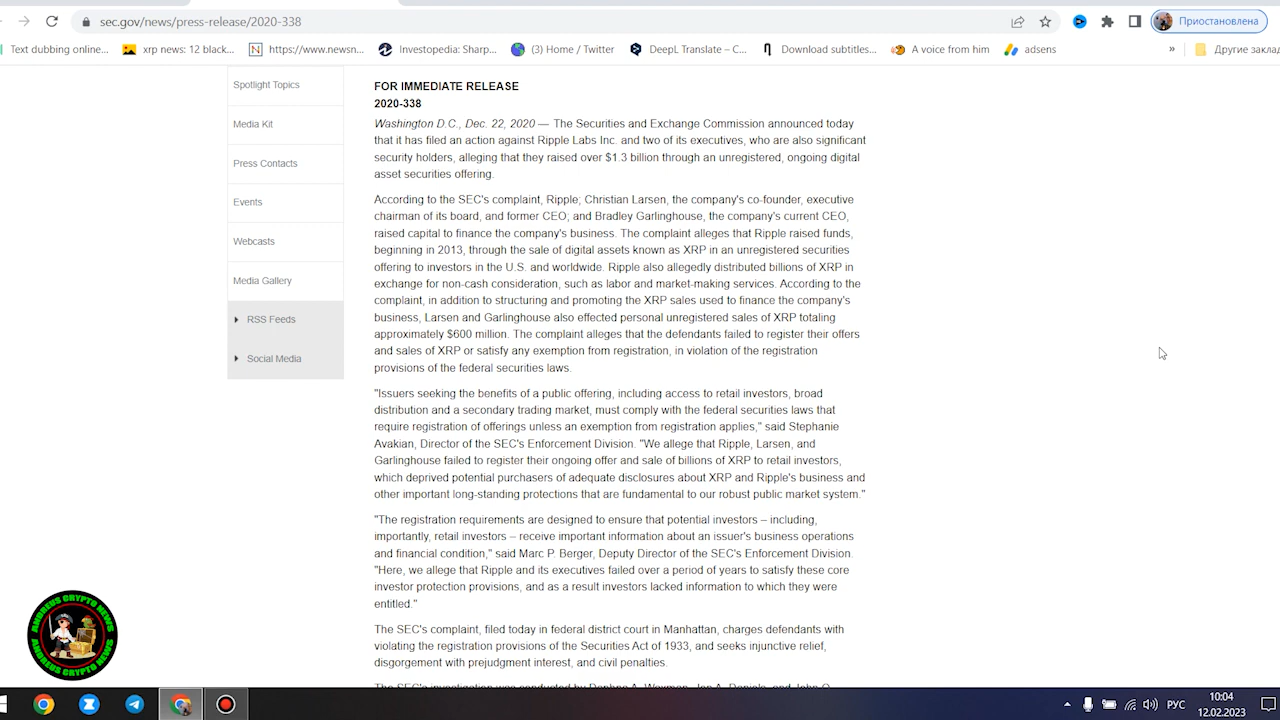 sec.gov/news/press-release/2020-338
Приостановлена
Text dubbing online...
xrp news: 12 black...
https://www.newsn...
Investopedia: Sharp...
(3) Home / Twitter
DeepL Translate – C...
Download subtitles...
A voice from him
adsens
»
Другие заклад
Spotlight Topics
Media Kit
Press Contacts
Events
Webcasts
Media Gallery
RSS Feeds
Social Media
FOR IMMEDIATE RELEASE
2020-338
Washington D.C., Dec. 22, 2020 — The Securities and Exchange Commission announced today
that it has filed an action against Ripple Labs Inc. and two of its executives, who are also significant
security holders, alleging that they raised over $1.3 billion through an unregistered, ongoing digital
asset securities offering.
According to the SEC's complaint, Ripple; Christian Larsen, the company's co-founder, executive
chairman of its board, and former CEO; and Bradley Garlinghouse, the company's current CEO,
raised capital to finance the company's business. The complaint alleges that Ripple raised funds,
beginning in 2013, through the sale of digital assets known as XRP in an unregistered securities
offering to investors in the U.S. and worldwide. Ripple also allegedly distributed billions of XRP in
exchange for non-cash consideration, such as labor and market-making services. According to the
complaint, in addition to structuring and promoting the XRP sales used to finance the company's
business, Larsen and Garlinghouse also effected personal unregistered sales of XRP totaling
approximately $600 million. The complaint alleges that the defendants failed to register their offers
and sales of XRP or satisfy any exemption from registration, in violation of the registration
provisions of the federal securities laws.
"Issuers seeking the benefits of a public offering, including access to retail investors, broad
distribution and a secondary trading market, must comply with the federal securities laws that
require registration of offerings unless an exemption from registration applies," said Stephanie
Avakian, Director of the SEC's Enforcement Division. "We allege that Ripple, Larsen, and
Garlinghouse failed to register their ongoing offer and sale of billions of XRP to retail investors,
which deprived potential purchasers of adequate disclosures about XRP and Ripple's business and
other important long-standing protections that are fundamental to our robust public market system."
"The registration requirements are designed to ensure that potential investors – including,
importantly, retail investors – receive important information about an issuer's business operations
and financial condition," said Marc P. Berger, Deputy Director of the SEC's Enforcement Division.
"Here, we allege that Ripple and its executives failed over a period of years to satisfy these core
investor protection provisions, and as a result investors lacked information to which they were
entitled."
The SEC's complaint, filed today in federal district court in Manhattan, charges defendants with
violating the registration provisions of the Securities Act of 1933, and seeks injunctive relief,
disgorgement with prejudgment interest, and civil penalties.
The SEC's investigation was conducted by Daphna A. Waxman, Jon A. Daniels, and John O.
ANDREUS CRYPTO NEWS
ANDREUS CRYPTO NEWS
РУС
10:04
12.02.2023